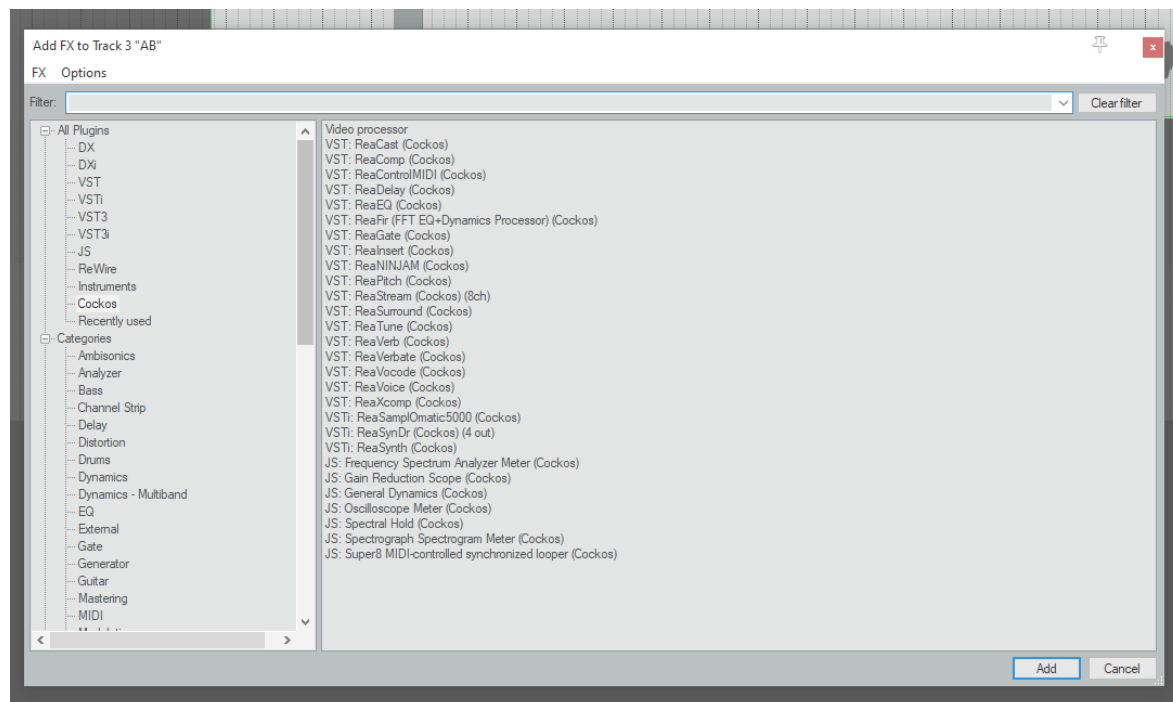 Add FX to Track 3 "AB"
FX Options
Filter:
Clear filter
All Plugins
DX
DXi
VST
VSTi
VST3
VST3i
JS
ReWire
Instruments
Cockos
Recently used
Categories
Ambisonics
Analyzer
Bass
Channel Strip
Delay
Distortion
Drums
Dynamics
Dynamics - Multiband
EQ
External
Gate
Generator
Guitar
Mastering
MIDI
Video processor
VST: ReaCast (Cockos)
VST: ReaComp (Cockos)
VST: ReaControlMIDI (Cockos)
VST: ReaDelay (Cockos)
VST: ReaEQ (Cockos)
VST: ReaFir (FFT EQ+Dynamics Processor) (Cockos)
VST: ReaGate (Cockos)
VST: ReaInsert (Cockos)
VST: ReaNINJAM (Cockos)
VST: ReaPitch (Cockos)
VST: ReaStream (Cockos) (8ch)
VST: ReaSurround (Cockos)
VST: ReaTune (Cockos)
VST: ReaVerb (Cockos)
VST: ReaVerbate (Cockos)
VST: ReaVocode (Cockos)
VST: ReaVoice (Cockos)
VST: ReaXcomp (Cockos)
VSTi: ReaSamplOmatic5000 (Cockos)
VSTi: ReaSynDr (Cockos) (4 out)
VSTi: ReaSynth (Cockos)
JS: Frequency Spectrum Analyzer Meter (Cockos)
JS: Gain Reduction Scope (Cockos)
JS: General Dynamics (Cockos)
JS: Oscilloscope Meter (Cockos)
JS: Spectral Hold (Cockos)
JS: Spectrograph Spectrogram Meter (Cockos)
JS: Super8 MIDI-controlled synchronized looper (Cockos)
Add
Cancel